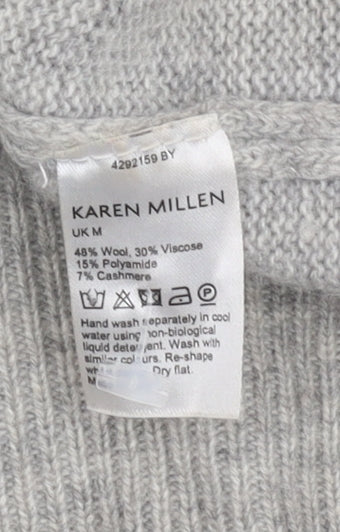 4292159 BY
KAREN MILLEN
UK M
48% Wool, 30% Viscose
15% Polyamide
7% Cashmere
P
Hand wash separately in cool
water using non-biological
liquid detergent. Wash with
similar colours. Re-shape
Dry flat.